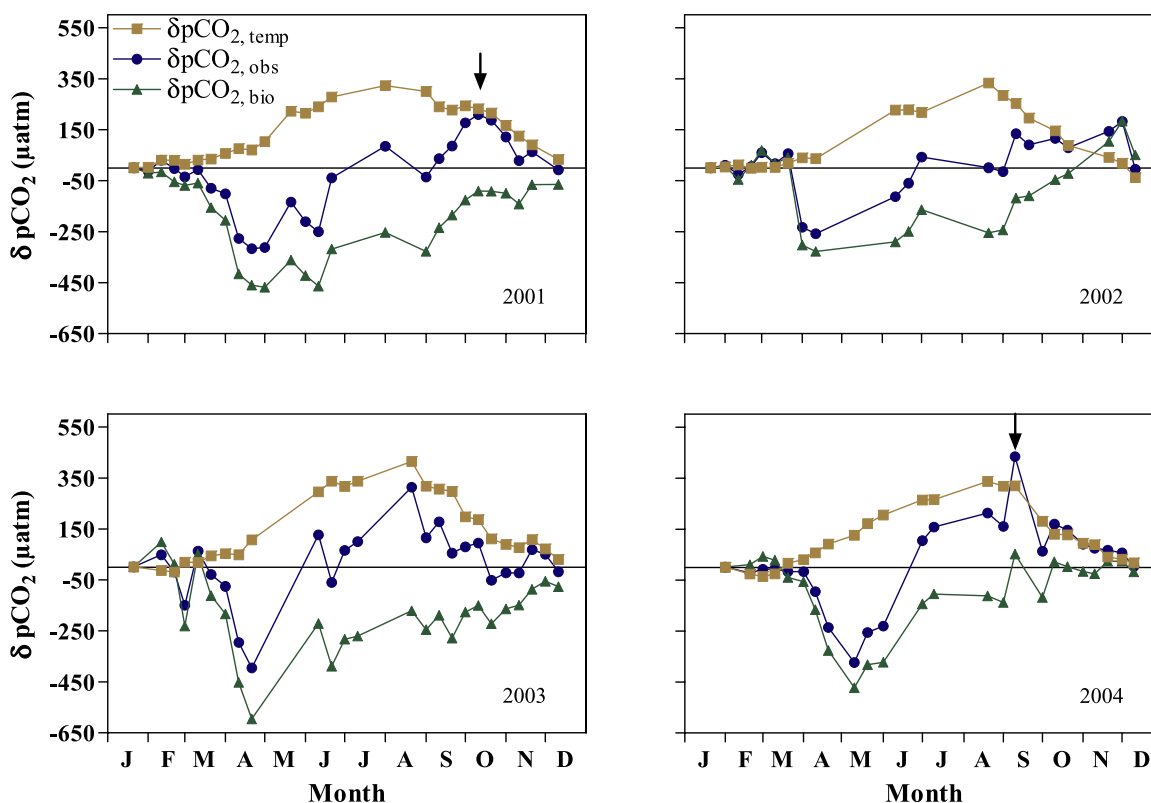 550
350
150
-50
-250
-450
-650
δ pCO₂ (µatm)
δpCO₂, temp
δpCO₂, obs
δpCO₂, bio
2001
2002
550
350
150
-50
-250
-450
-650
δ pCO₂ (µatm)
2003
2004
J F M A M J J A S O N D
J F M A M J J A S O N D
Month
Month